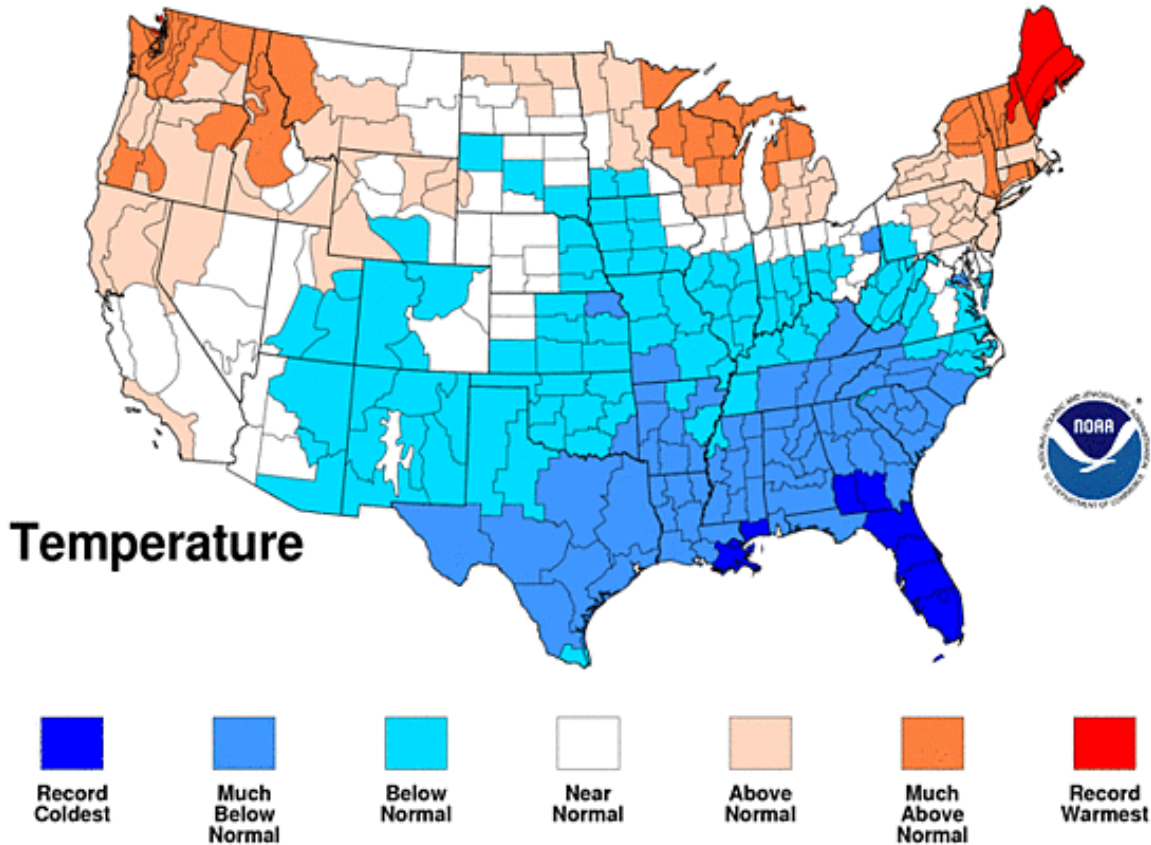 NOAA
Temperature
Record
Coldest
Much
Below
Normal
Below
Normal
Near
Normal
Above
Normal
Much
Above
Normal
Record
Warmest